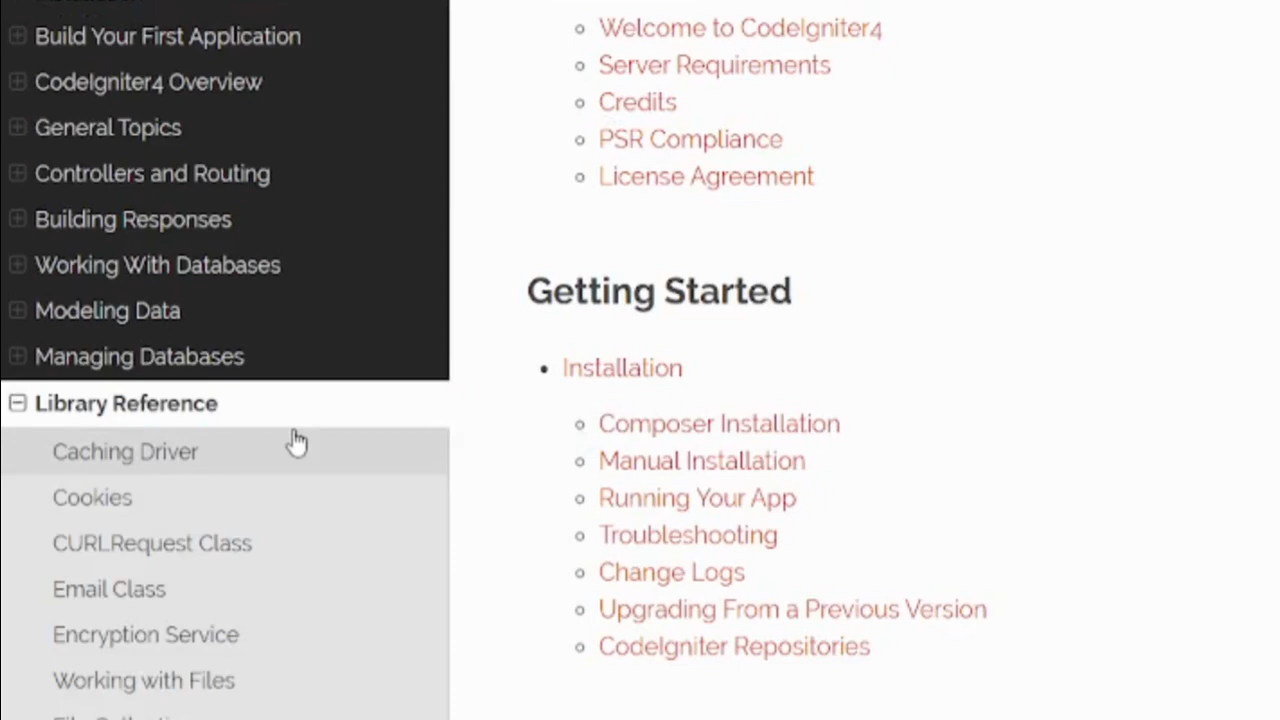 Build Your First Application
CodeIgniter4 Overview
General Topics
Controllers and Routing
Building Responses
Working With Databases
Modeling Data
Managing Databases
Library Reference
Caching Driver
Cookies
CURLRequest Class
Email Class
Encryption Service
Working with Files
Welcome to CodeIgniter4
Server Requirements
Credits
PSR Compliance
License Agreement
Getting Started
Installation
Composer Installation
Manual Installation
Running Your App
Troubleshooting
Change Logs
Upgrading From a Previous Version
CodeIgniter Repositories